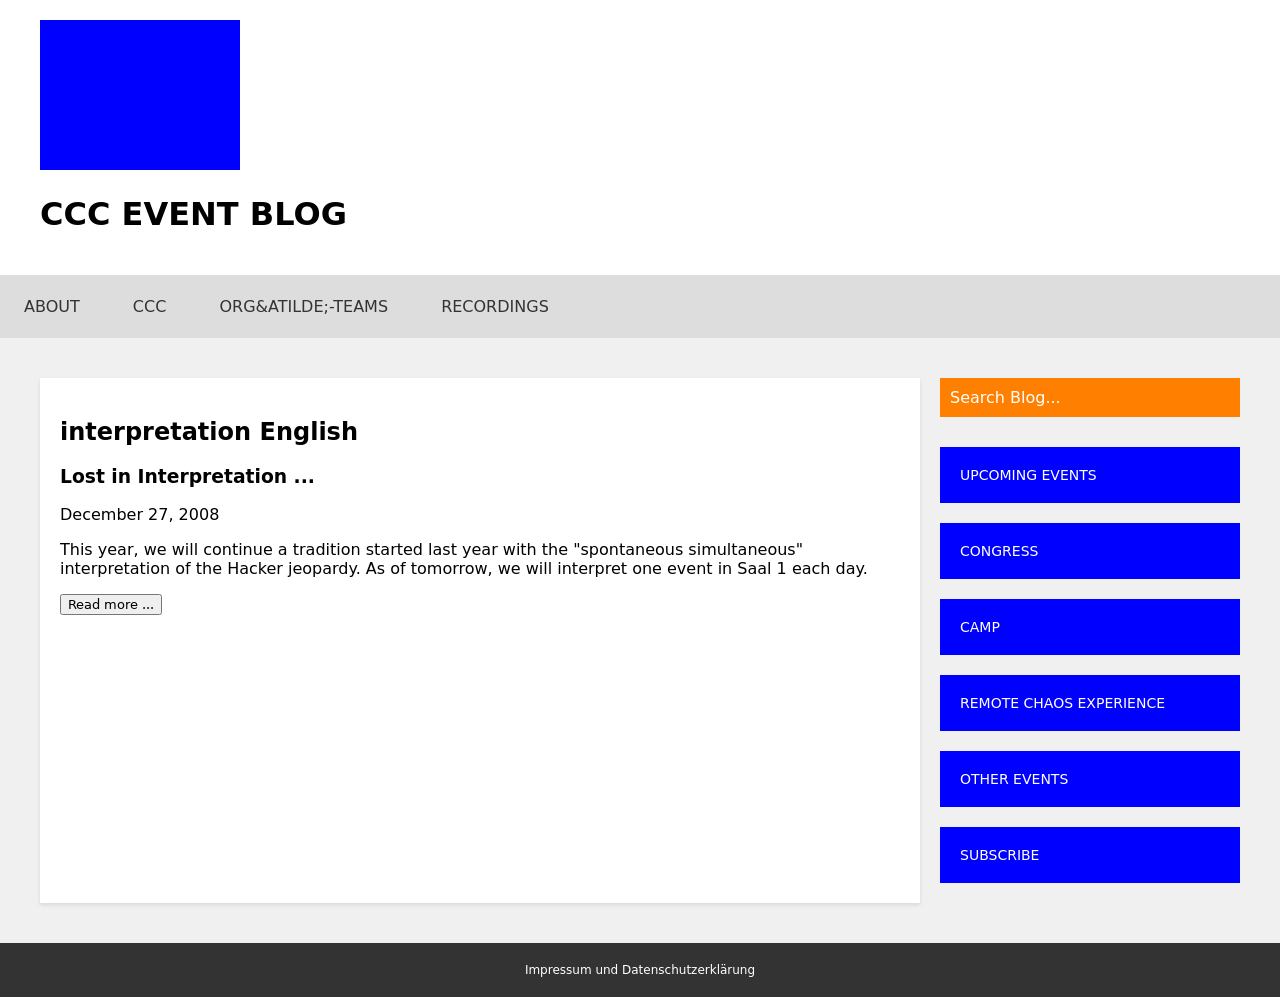 CCC EVENT BLOG
ABOUT CCC ORG&ATILDE;-TEAMS RECORDINGS
interpretation English
Lost in Interpretation ...
December 27, 2008
This year, we will continue a tradition started last year with the "spontaneous simultaneous"
interpretation of the Hacker jeopardy. As of tomorrow, we will interpret one event in Saal 1 each day.
Read more ...
Search Blog...
UPCOMING EVENTS
CONGRESS
CAMP
REMOTE CHAOS EXPERIENCE
OTHER EVENTS
SUBSCRIBE
Impressum und Datenschutzerklärung